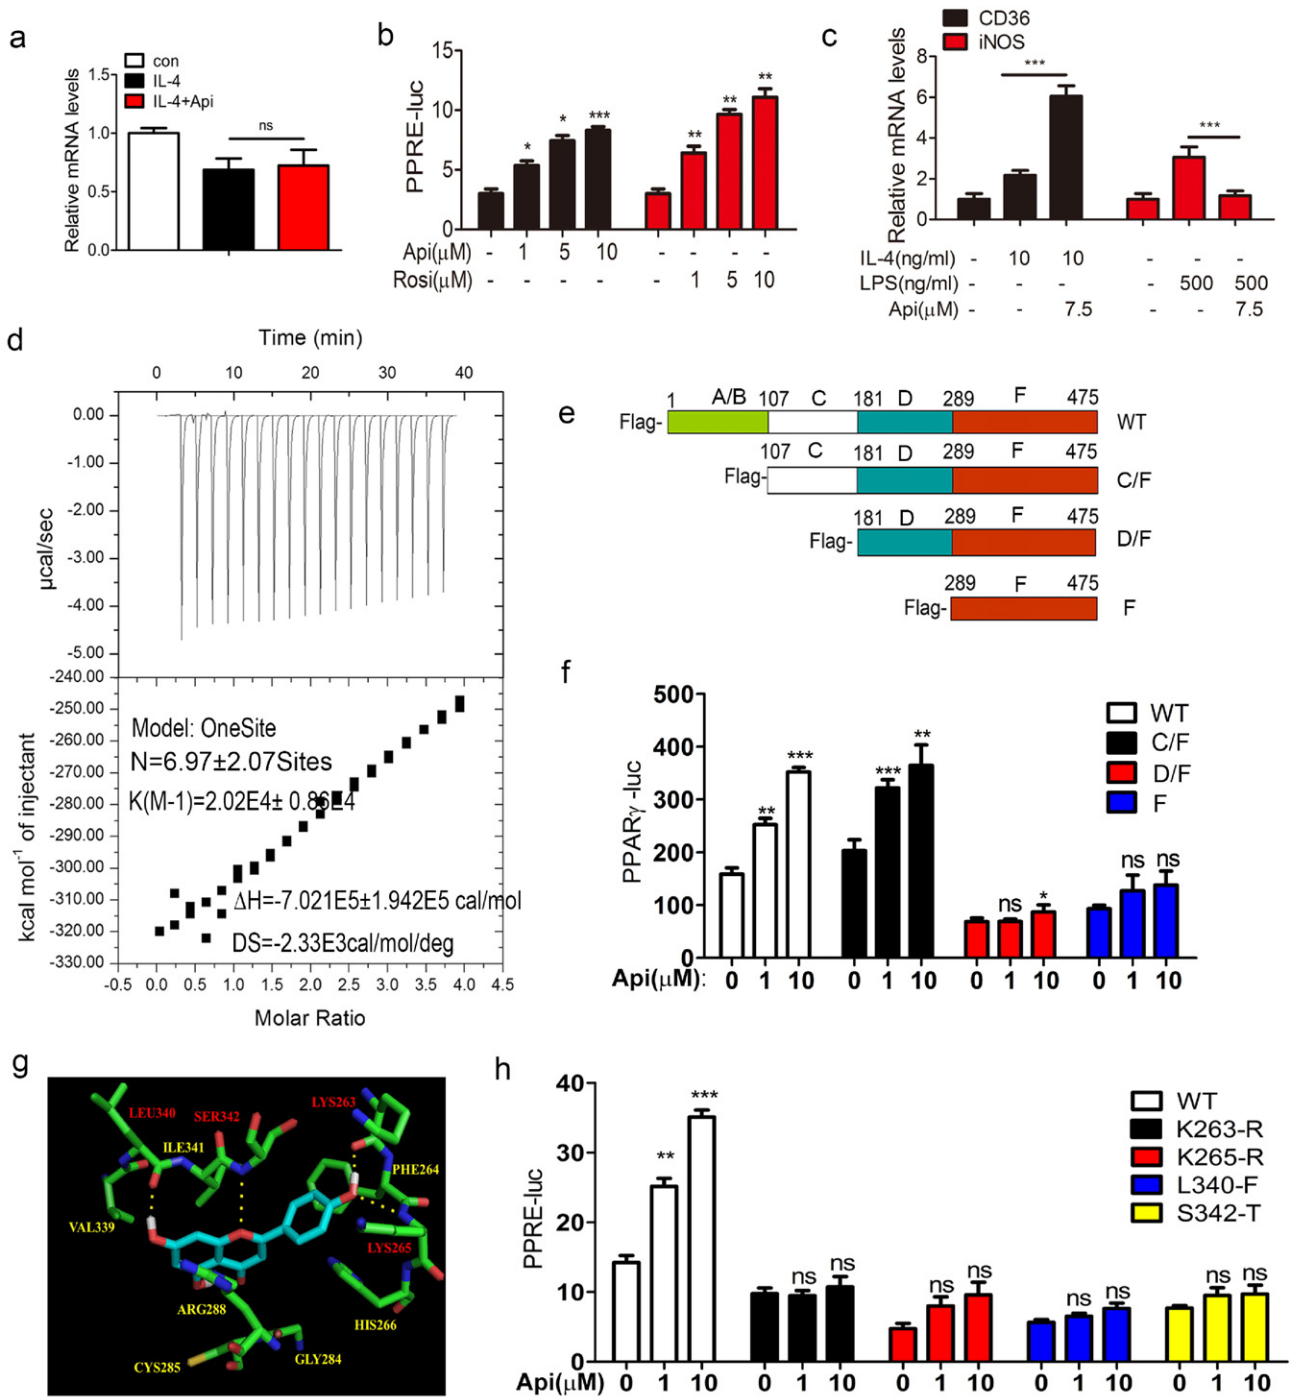 a
con
IL-4
IL-4+Api
Relative mRNA levels
1.5
1.0
0.5
0.0
ns
b
PPRE-luc
15
10
5
0
* * *** ** ** **
Api(µM) - 1 5 10 - - - -
Rosi(µM) - - - - - 1 5 10
c
CD36
iNOS
Relative mRNA levels
8
6
4
2
0
*** ***
IL-4(ng/ml) - 10 10 - - -
LPS(ng/ml) - - - - 500 500
Api(µM) - - 7.5 - - 7.5
d
Time (min)
0 10 20 30 40
µcal/sec
0.00
-1.00
-2.00
-3.00
-4.00
-5.00
kcal mol⁻¹ of injectant
-240.00
-250.00
-260.00
-270.00
-280.00
-290.00
-300.00
-310.00
-320.00
-330.00
Model: OneSite
N=6.97±2.07Sites
K(M-1)=2.02E4± 0.86E4
ΔH=-7.021E5±1.942E5 cal/mol
DS=-2.33E3cal/mol/deg
-0.5 0.0 0.5 1.0 1.5 2.0 2.5 3.0 3.5 4.0 4.5
Molar Ratio
e
1 A/B 107 C 181 D 289 F 475
Flag- WT
107 C 181 D 289 F 475
Flag- C/F
181 D 289 F 475
Flag- D/F
289 F 475
Flag- F
f
PPARγ -luc
500
400
300
200
100
0
** *** *** ** ns * ns ns
WT
C/F
D/F
F
Api(µM): 0 1 10 0 1 10 0 1 10 0 1 10
g
LEU340
SER342
LYS263
ILE341
PHE264
VAL339
LYS265
ARG288
HIS266
CYS285
GLY284
h
PPRE-luc
40
30
20
10
0
** *** ns ns ns ns ns ns ns ns
WT
K263-R
K265-R
L340-F
S342-T
Api(µM) 0 1 10 0 1 10 0 1 10 0 1 10 0 1 10